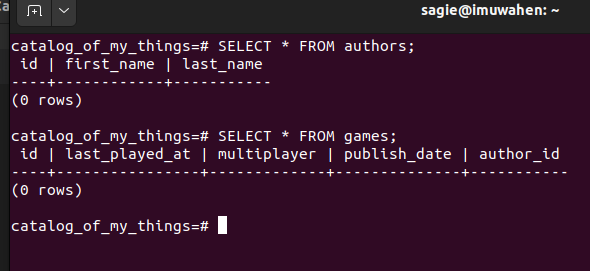 sagie@imuwahen: ~
catalog_of_my_things=# SELECT * FROM authors;
 id | first_name | last_name
----+------------+-----------
(0 rows)
catalog_of_my_things=# SELECT * FROM games;
 id | last_played_at | multiplayer | publish_date | author_id
----+----------------+-------------+--------------+-----------
(0 rows)
catalog_of_my_things=#